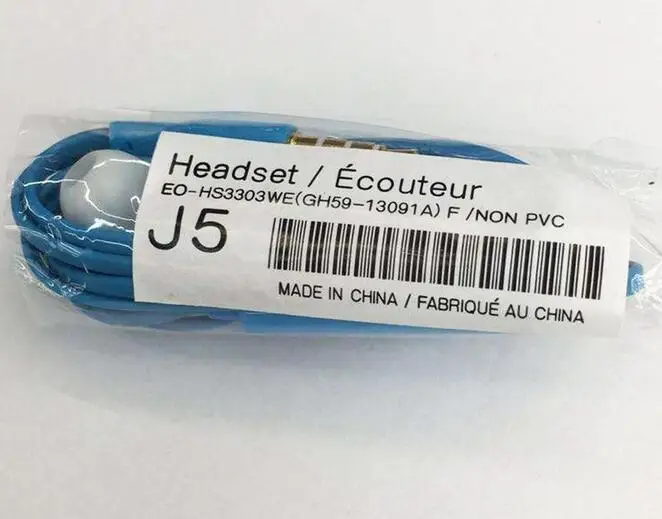 Headset / Écouteur
EO-HS3303WE(GH59-13091A) F /NON PVC
J5
MADE IN CHINA / FABRIQUÉ AU CHINA